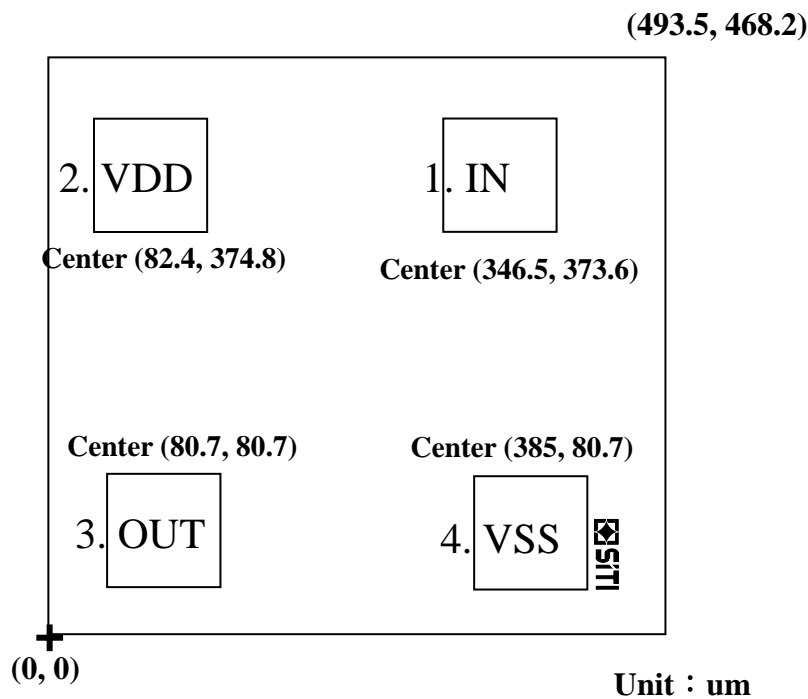 (493.5, 468.2)
2. VDD
1. IN
Center (82.4, 374.8)
Center (346.5, 373.6)
Center (80.7, 80.7)
Center (385, 80.7)
3. OUT
4. VSS
SiTI
(0, 0)
Unit：um